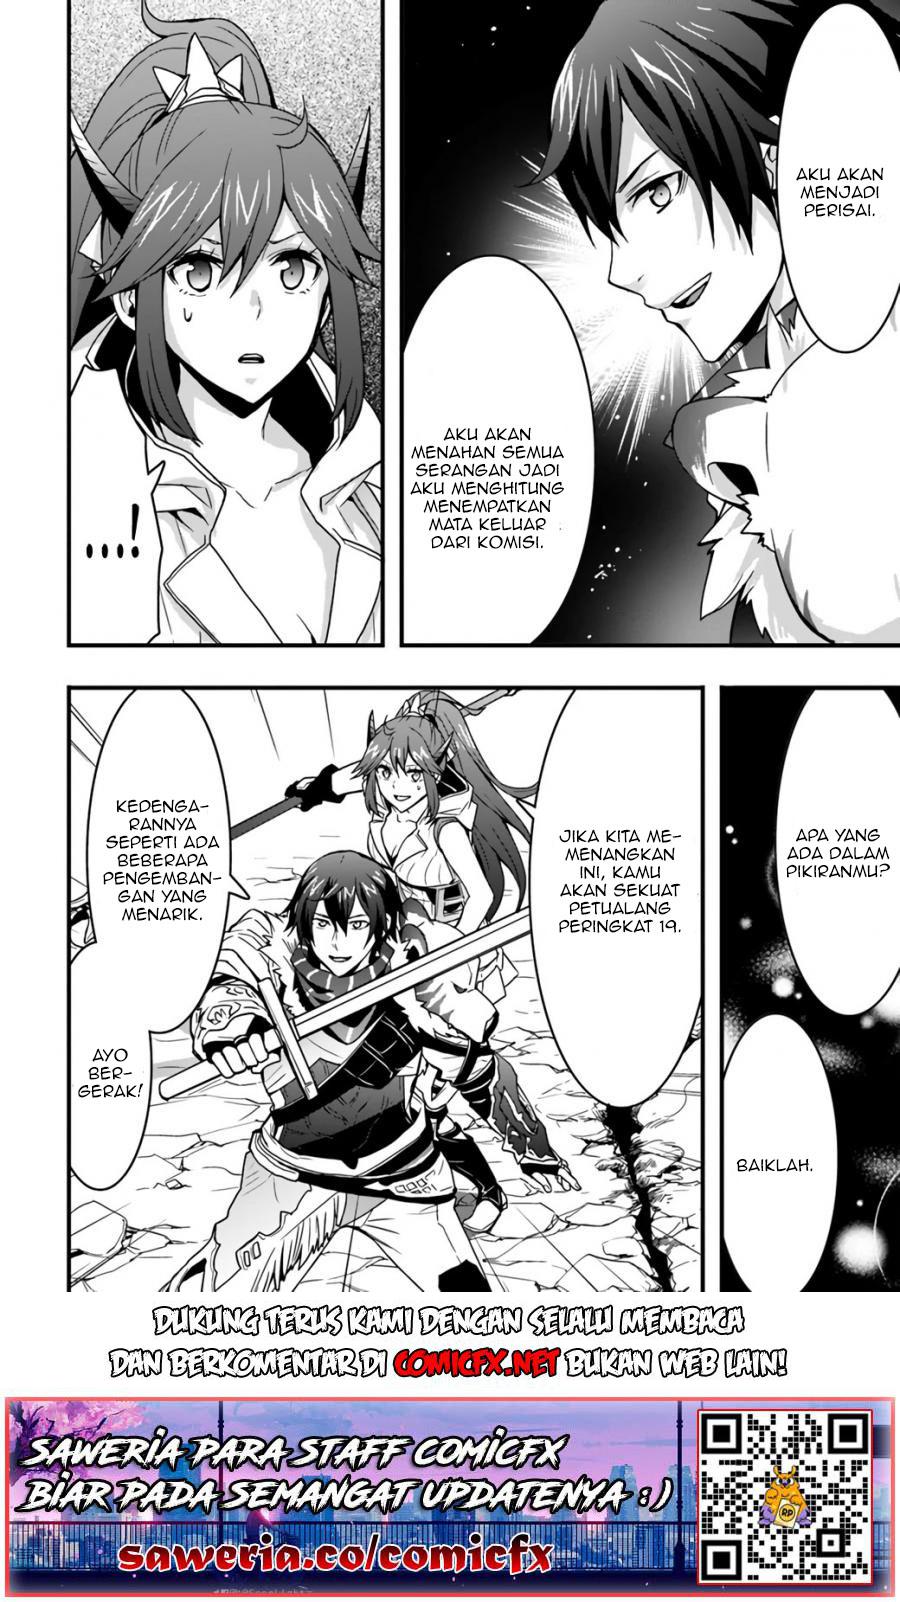 AKU AKAN
MENJADI
PERISAI.
AKU AKAN
MENAHAN SEMUA
SERANGAN JADI
AKU MENGHITUNG
MENEMPATKAN
MATA KELUAR
DARI KOMISI.
....!
APA YANG
ADA DALAM
PIKIRANMU?
BAIKLAH.
JIKA KITA ME-
MENANGKAN
INI, KAMU
AKAN SEKUAT
PETUALANG
PERINGKAT 19.
KEDENGA-
RANNYA
SEPERTI ADA
BEBERAPA
PENGEMBAN-
GAN YANG
MENARIK.
AYO
BER-
GERAK!
DUKUNG TERUS KAMI DENGAN SELALU MEMBACA
DAN BERKOMENTAR DI COMICFX.NET BUKAN WEB LAIN!
SAWERIA PARA STAFF COMICFX
BIAR PADA SEMANGAT UPDATENYA :)
saweria.co/comicfx
RP